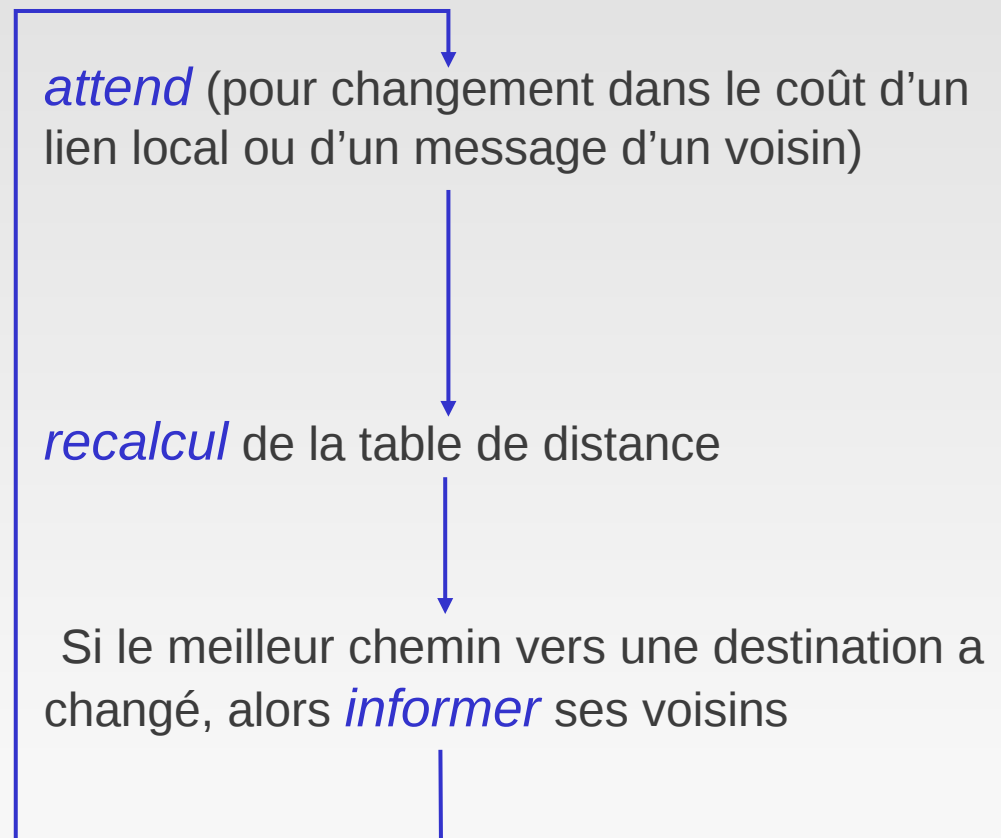 attend (pour changement dans le coût d’un
lien local ou d’un message d’un voisin)
recalcul de la table de distance
Si le meilleur chemin vers une destination a
changé, alors informer ses voisins